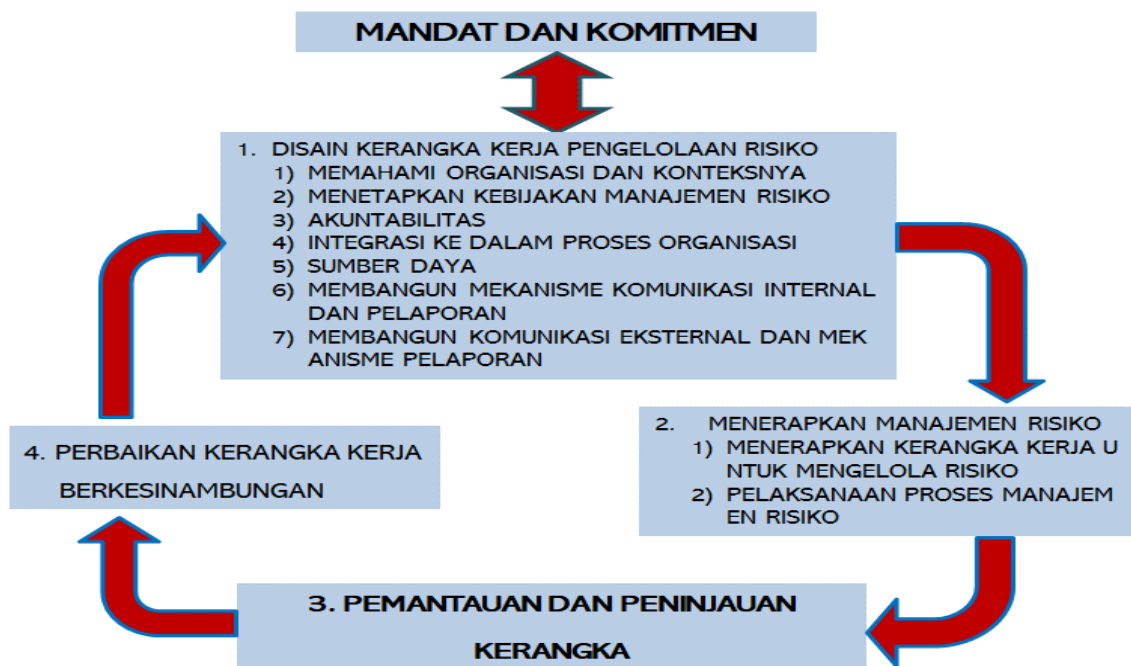 MANDAT DAN KOMITMEN
1. DISAIN KERANGKA KERJA PENGELOLAAN RISIKO
1) MEMAHAMI ORGANISASI DAN KONTEKSNYA
2) MENETAPKAN KEBIJAKAN MANAJEMEN RISIKO
3) AKUNTABILITAS
4) INTEGRASI KE DALAM PROSES ORGANISASI
5) SUMBER DAYA
6) MEMBANGUN MEKANISME KOMUNIKASI INTERNAL
DAN PELAPORAN
7) MEMBANGUN KOMUNIKASI EKSTERNAL DAN MEK
ANISME PELAPORAN
2. MENERAPKAN MANAJEMEN RISIKO
1) MENERAPKAN KERANGKA KERJA U
NTUK MENGELOLA RISIKO
2) PELAKSANAAN PROSES MANAJEM
EN RISIKO
3. PEMANTAUAN DAN PENINJAUAN
KERANGKA
4. PERBAIKAN KERANGKA KERJA
BERKESINAMBUNGAN